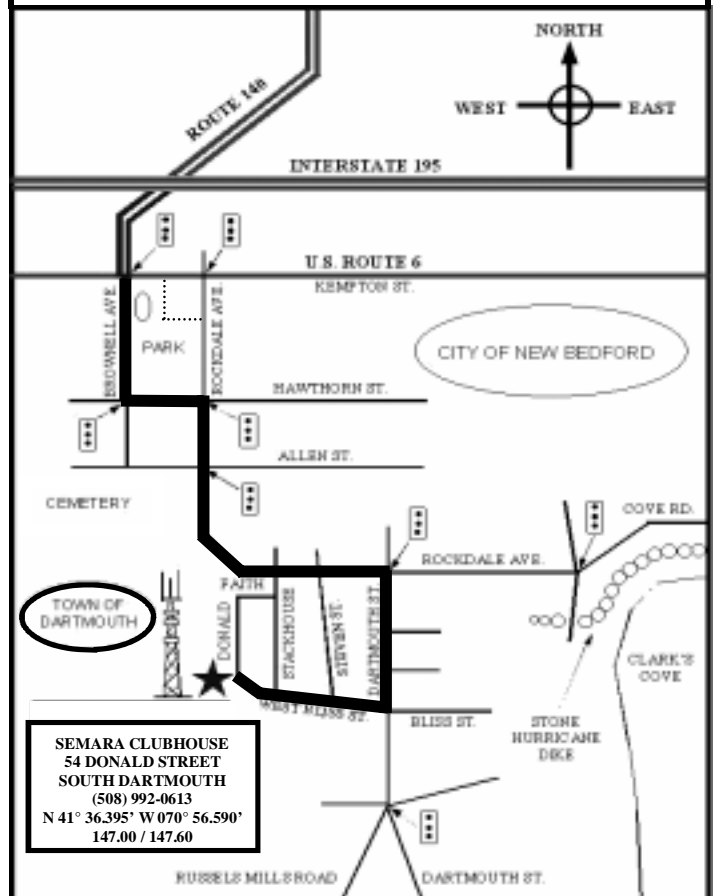 NORTH
ROUTE 140
WEST
EAST
INTERSTATE 195
U.S. ROUTE 6
KEMPTON ST.
BROWNELL AVE.
ROCKDALE AVE.
PARK
CITY OF NEW BEDFORD
HAWTHORN ST.
ALLEN ST.
CEMETERY
COVE RD.
ROCKDALE AVE.
FAITH
TOWN OF
DARTMOUTH
DONALD
STACKHOUSE
STEVEN ST.
DARTMOUTH ST.
CLARK'S
COVE
WEST BLISS ST.
BLISS ST.
STONE
HURRICANE
DIKE
SEMARA CLUBHOUSE
54 DONALD STREET
SOUTH DARTMOUTH
(508) 992-0613
N 41° 36.395’ W 070° 56.590’
147.00 / 147.60
RUSSELS MILLS ROAD
DARTMOUTH ST.